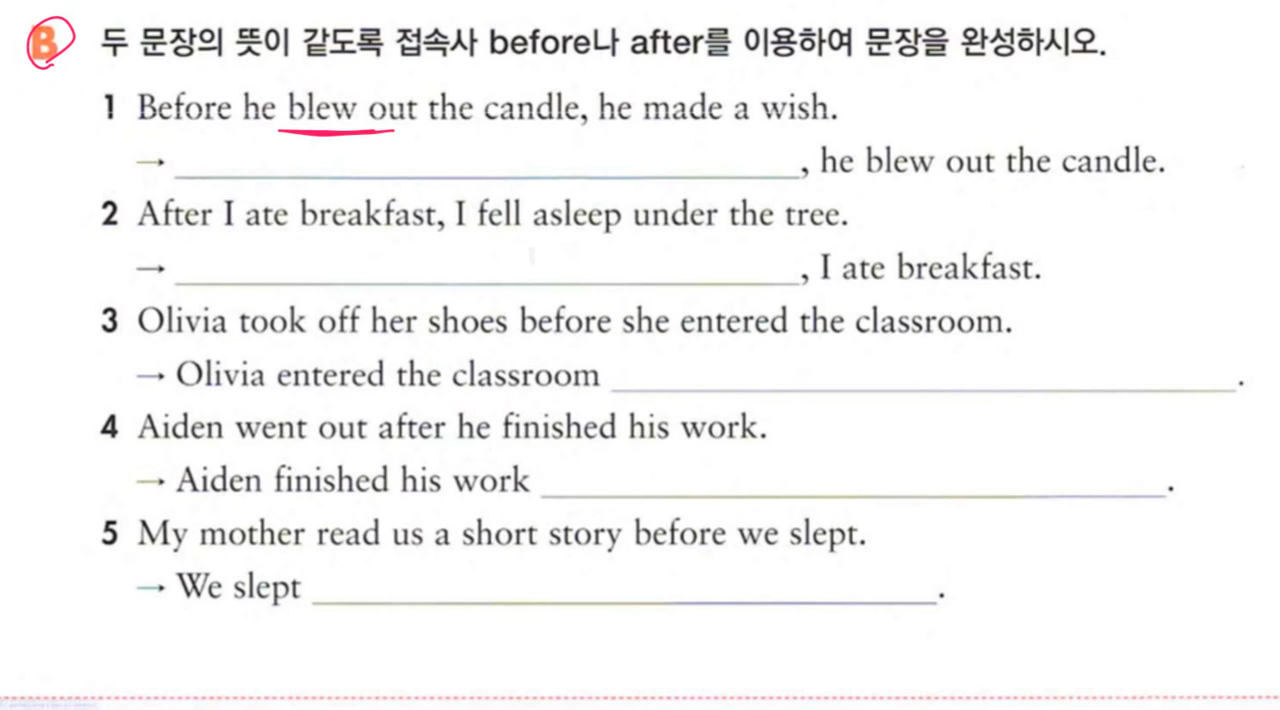 B 두 문장의 뜻이 같도록 접속사 before나 after를 이용하여 문장을 완성하시오.
1 Before he blew out the candle, he made a wish.
→ , he blew out the candle.
2 After I ate breakfast, I fell asleep under the tree.
→ , I ate breakfast.
3 Olivia took off her shoes before she entered the classroom.
→ Olivia entered the classroom .
4 Aiden went out after he finished his work.
→ Aiden finished his work .
5 My mother read us a short story before we slept.
→ We slept .